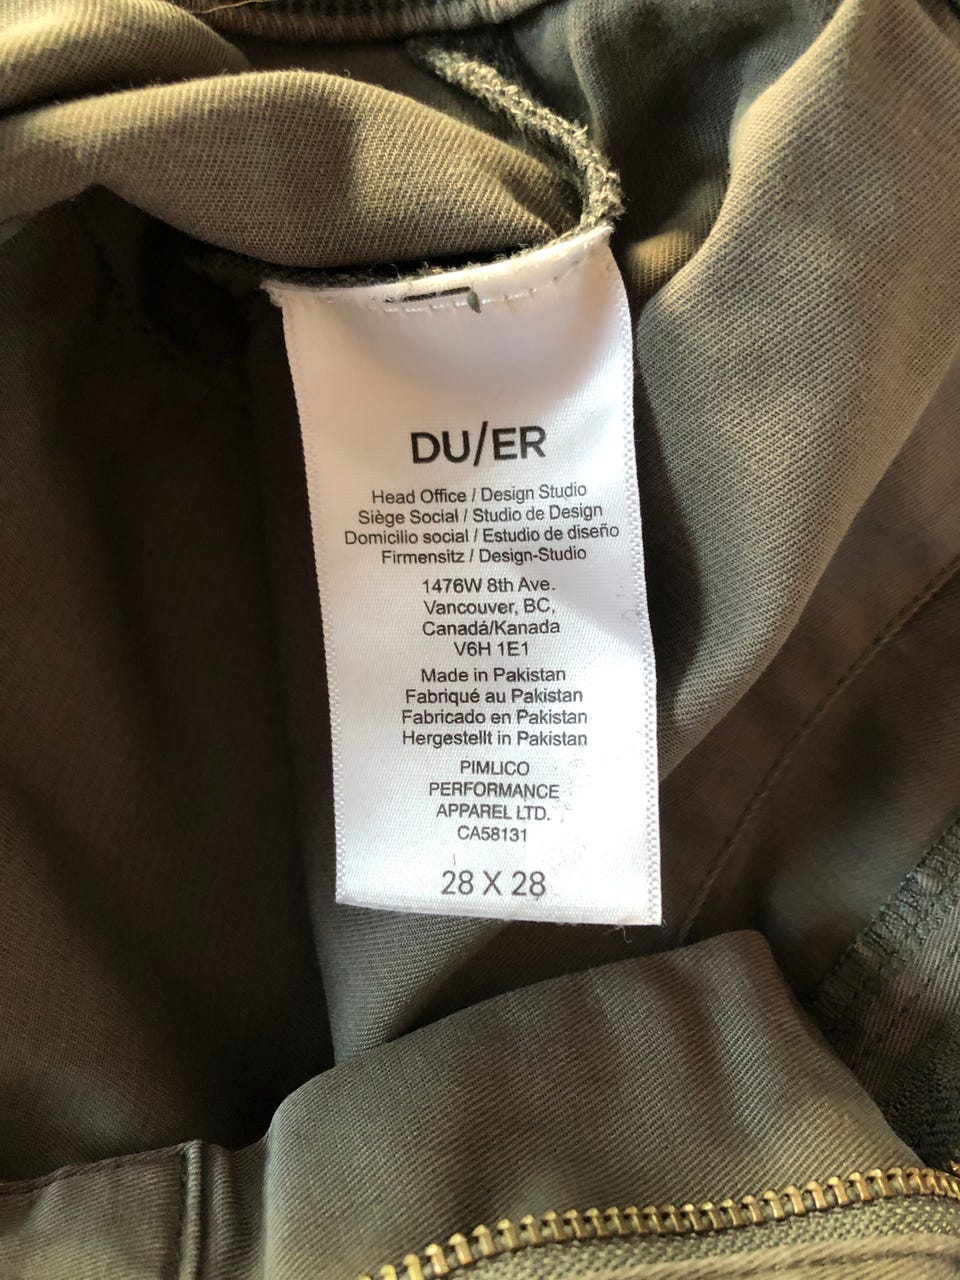 DU/ER
Head Office / Design Studio
Siège Social / Studio de Design
Domicilio social / Estudio de diseño
Firmensitz / Design-Studio
1476W 8th Ave.
Vancouver, BC,
Canadá/Kanada
V6H 1E1
Made in Pakistan
Fabriqué au Pakistan
Fabricado en Pakistan
Hergestellt in Pakistan
PIMLICO
PERFORMANCE
APPAREL LTD.
CA58131
28 X 28